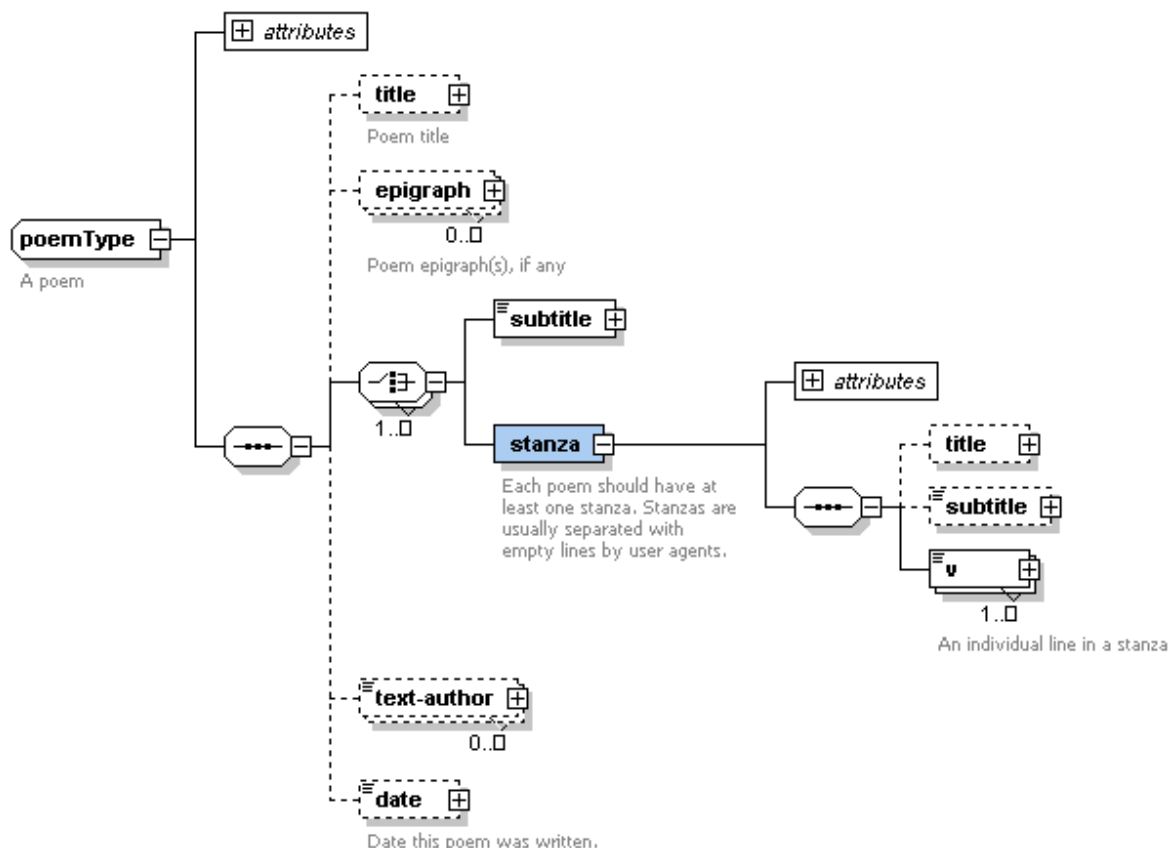 attributes
title
Poem title
epigraph
0..
Poem epigraph(s), if any
poemType
A poem
subtitle
1..
stanza
Each poem should have at
least one stanza. Stanzas are
usually separated with
empty lines by user agents.
attributes
title
subtitle
v
1..
An individual line in a stanza
text-author
0..
date
Date this poem was written.